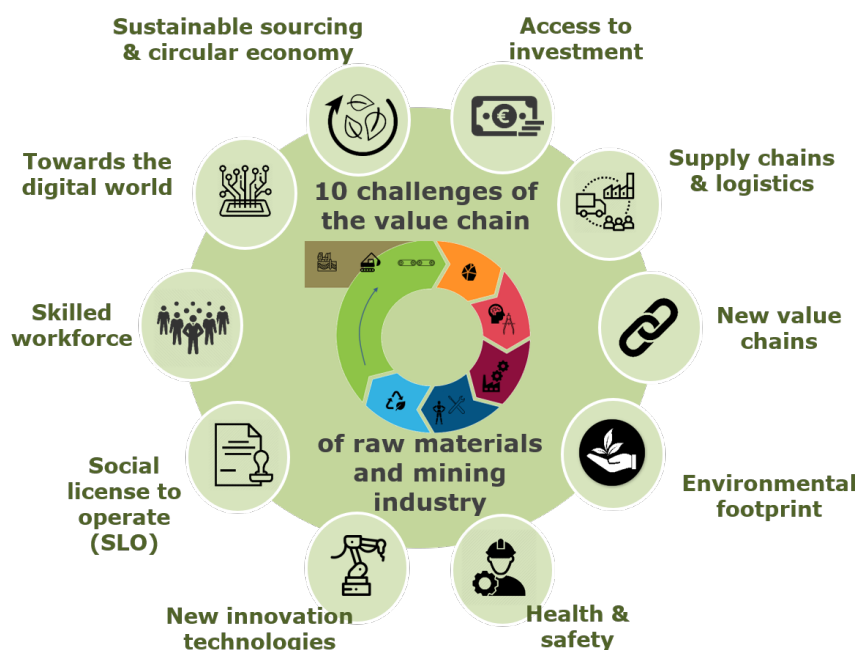 Sustainable sourcing
& circular economy
Access to
investment
Towards the
digital world
Supply chains
& logistics
10 challenges of
the value chain
Skilled
workforce
New value
chains
of raw materials
and mining
industry
Social
license to
operate
(SLO)
Environmental
footprint
New innovation
technologies
Health &
safety